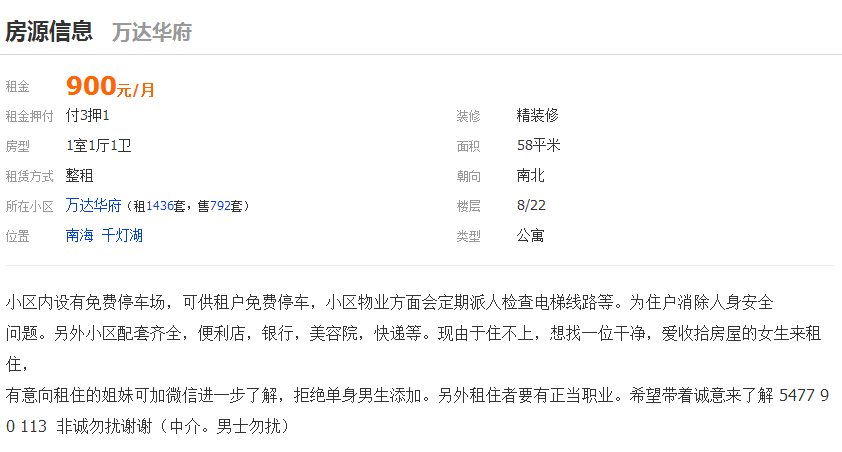 房源信息 万达华府
租金 900元/月
租金押付 付3押1 装修 精装修
房型 1室1厅1卫 面积 58平米
租赁方式 整租 朝向 南北
所在小区 万达华府（租1436套，售792套） 楼层 8/22
位置 南海 千灯湖 类型 公寓
小区内设有免费停车场，可供租户免费停车，小区物业方面会定期派人检查电梯线路等。为住户消除人身安全
问题。另外小区配套齐全，便利店，银行，美容院，快递等。现由于住不上，想找一位干净，爱收拾房屋的女生来租
住，
有意向租住的姐妹可加微信进一步了解，拒绝单身男生添加。另外租住者要有正当职业。希望带着诚意来了解 5477 9
0 113 非诚勿扰谢谢（中介。男士勿扰）